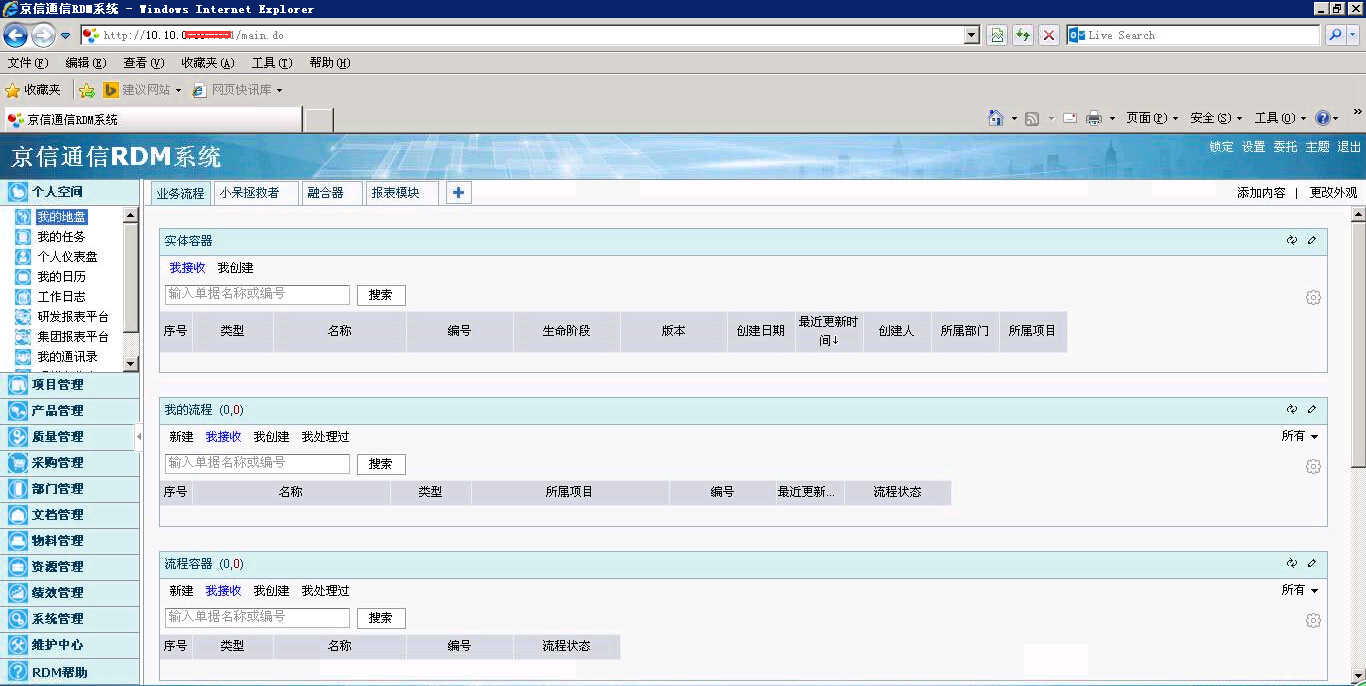 京信通信RDM系统 - Windows Internet Explorer
http://10.10.0 1/main.do
Live Search
文件(F) 编辑(E) 查看(V) 收藏夹(A) 工具(T) 帮助(H)
收藏夹 建议网站 网页快讯库
京信通信RDM系统
页面(P) 安全(S) 工具(O)
京信通信RDM系统
锁定 设置 委托 主题 退出
个人空间
我的地盘
我的任务
个人仪表盘
我的日历
工作日志
研发报表平台
集团报表平台
我的通讯录
项目管理
产品管理
质量管理
采购管理
部门管理
文档管理
物料管理
资源管理
绩效管理
系统管理
维护中心
RDM帮助
业务流程 小呆拯救者 融合器 报表模块 +
添加内容 | 更改外观
实体容器
我接收 我创建
输入单据名称或编号 搜索
序号 类型 名称 编号 生命阶段 版本 创建日期 最近更新时间↓ 创建人 所属部门 所属项目
我的流程 (0,0)
新建 我接收 我创建 我处理过
所有
输入单据名称或编号 搜索
序号 名称 类型 所属项目 编号 最近更新... 流程状态
流程容器 (0,0)
新建 我接收 我创建 我处理过
所有
输入单据名称或编号 搜索
序号 类型 名称 编号 流程状态